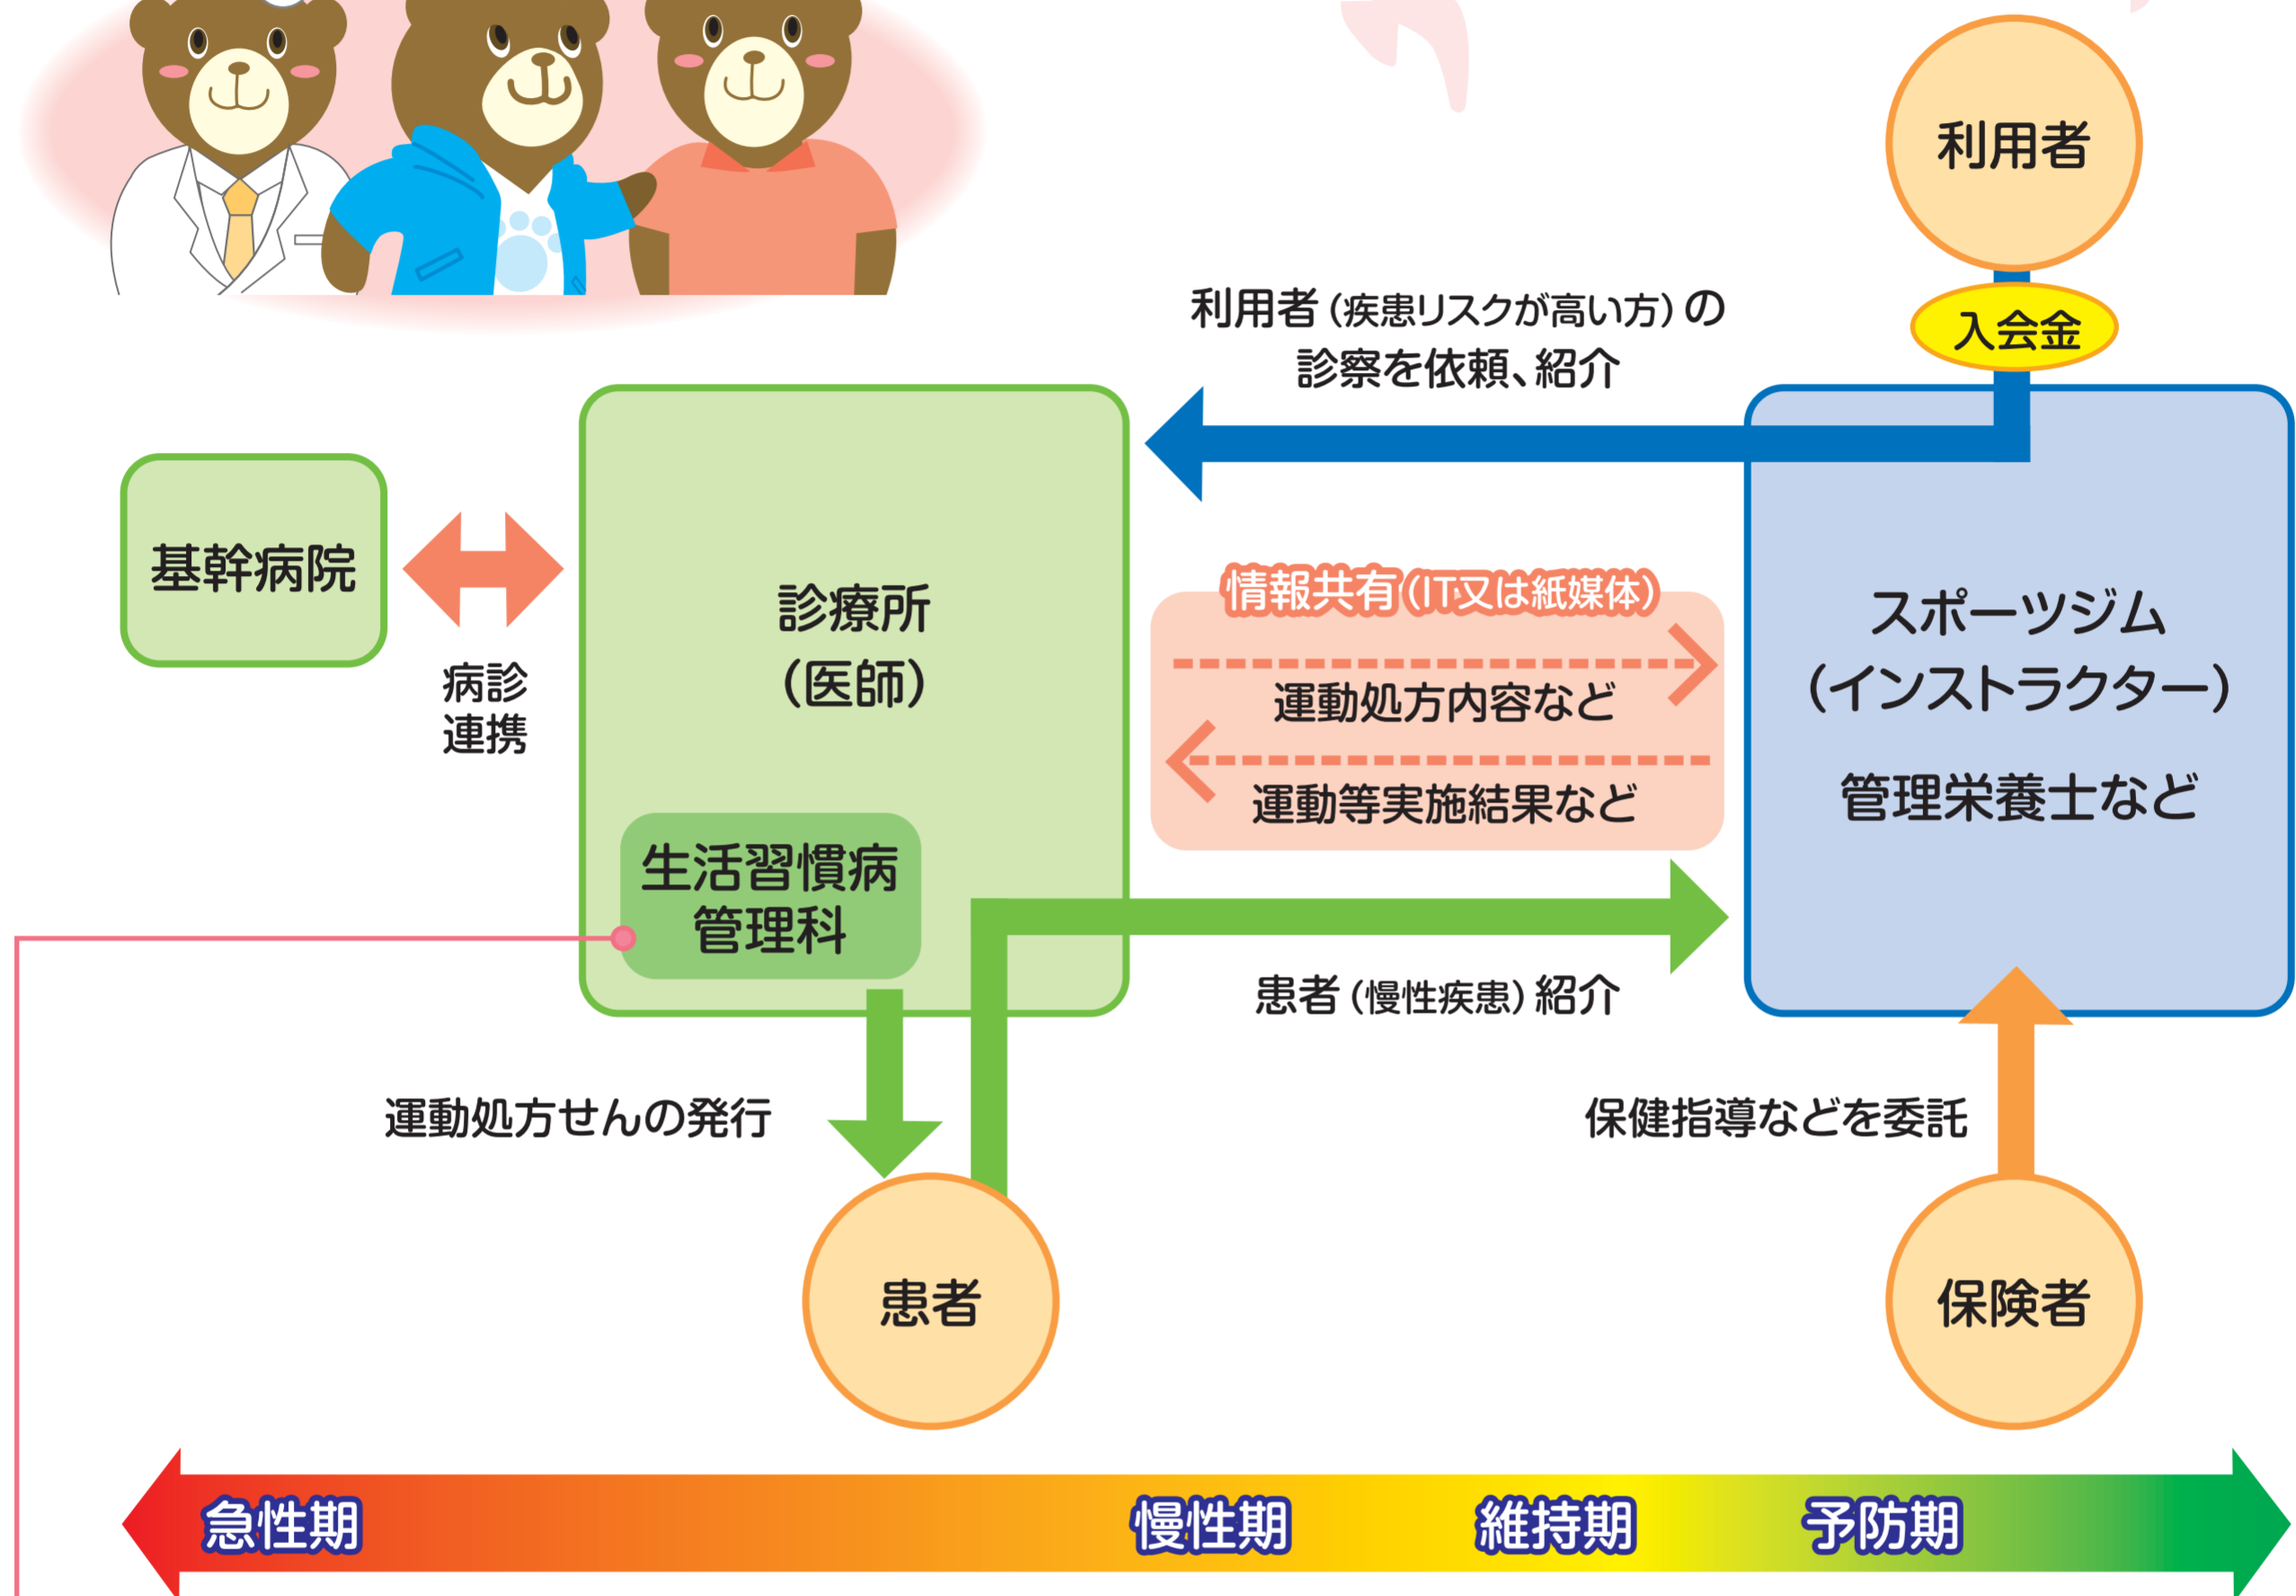 利用者
入会金
利用者（疾患リスクが高い方）の
診察を依頼、紹介
基幹病院
病診
連携
診療所
（医師）
情報共有（IT又は紙媒体）
運動処方内容など
運動等実施結果など
スポーツジム
（インストラクター）
管理栄養士など
生活習慣病
管理科
患者（慢性疾患）紹介
運動処方せんの発行
保健指導などを委託
患者
保険者
急性期
慢性期
維持期
予防期